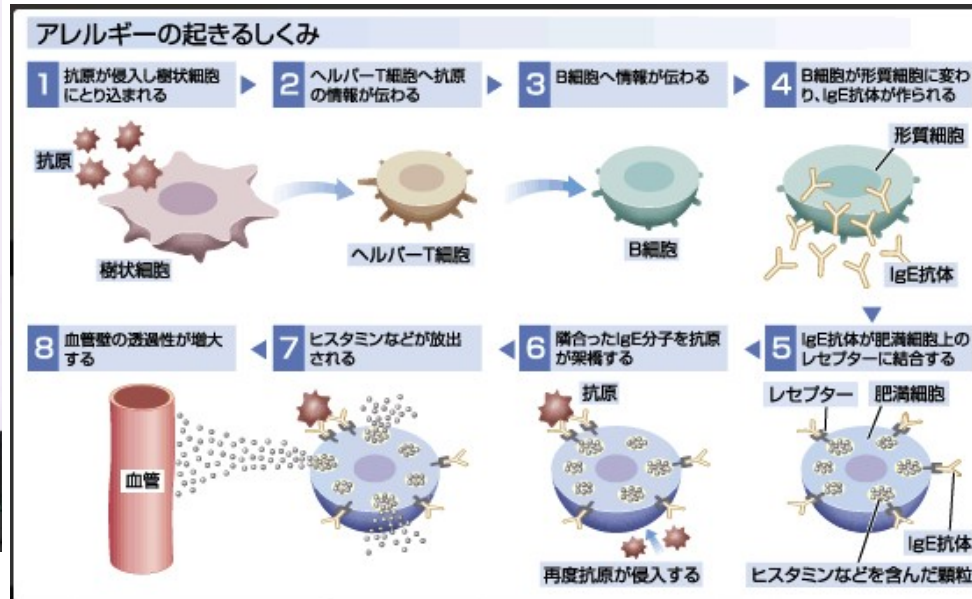 アレルギーの起きるしくみ
1 抗原が侵入し樹状細胞
にとり込まれる
2 ヘルパーT細胞へ抗原
の情報が伝わる
3 B細胞へ情報が伝わる
4 B細胞が形質細胞に変わ
り、IgE抗体が作られる
抗原
樹状細胞
ヘルパーT細胞
B細胞
形質細胞
IgE抗体
5 IgE抗体が肥満細胞上の
レセプターに結合する
レセプター
肥満細胞
IgE抗体
ヒスタミンなどを含んだ顆粒
6 隣合ったIgE分子を抗原
が架橋する
抗原
再度抗原が侵入する
7 ヒスタミンなどが放出
される
8 血管壁の透過性が増大
する
血管